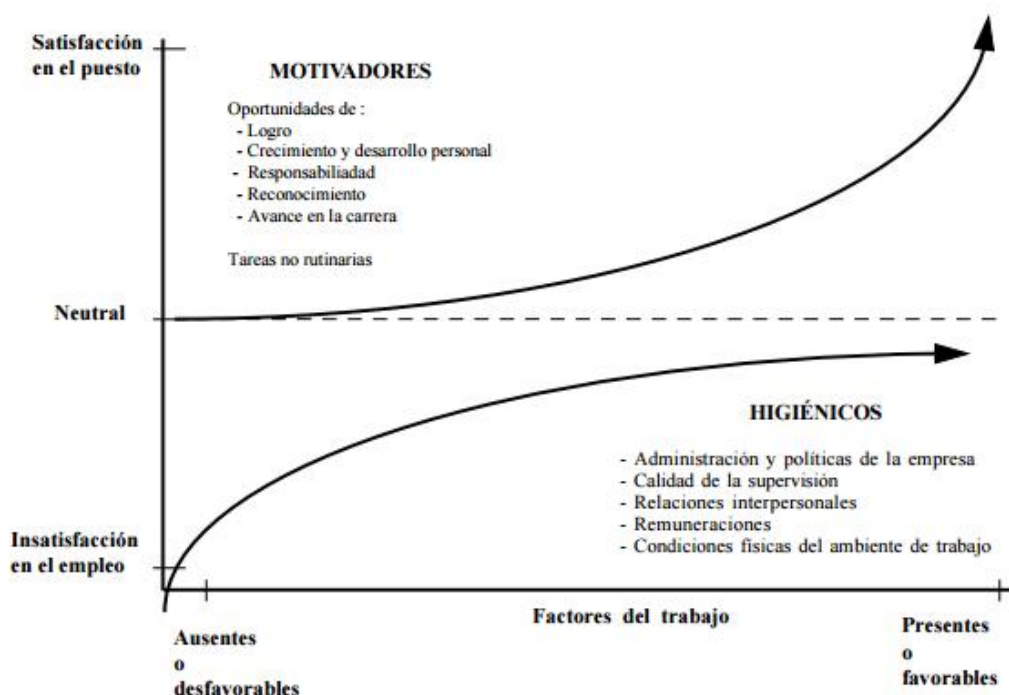 Satisfacción
en el puesto
MOTIVADORES
Oportunidades de :
- Logro
- Crecimiento y desarrollo personal
- Responsabiliadad
- Reconocimiento
- Avance en la carrera
Tareas no rutinarias
Neutral
HIGIÉNICOS
- Administración y políticas de la empresa
- Calidad de la supervisión
- Relaciones interpersonales
- Remuneraciones
- Condiciones físicas del ambiente de trabajo
Insatisfacción
en el empleo
Factores del trabajo
Ausentes
o
desfavorables
Presentes
o
favorables